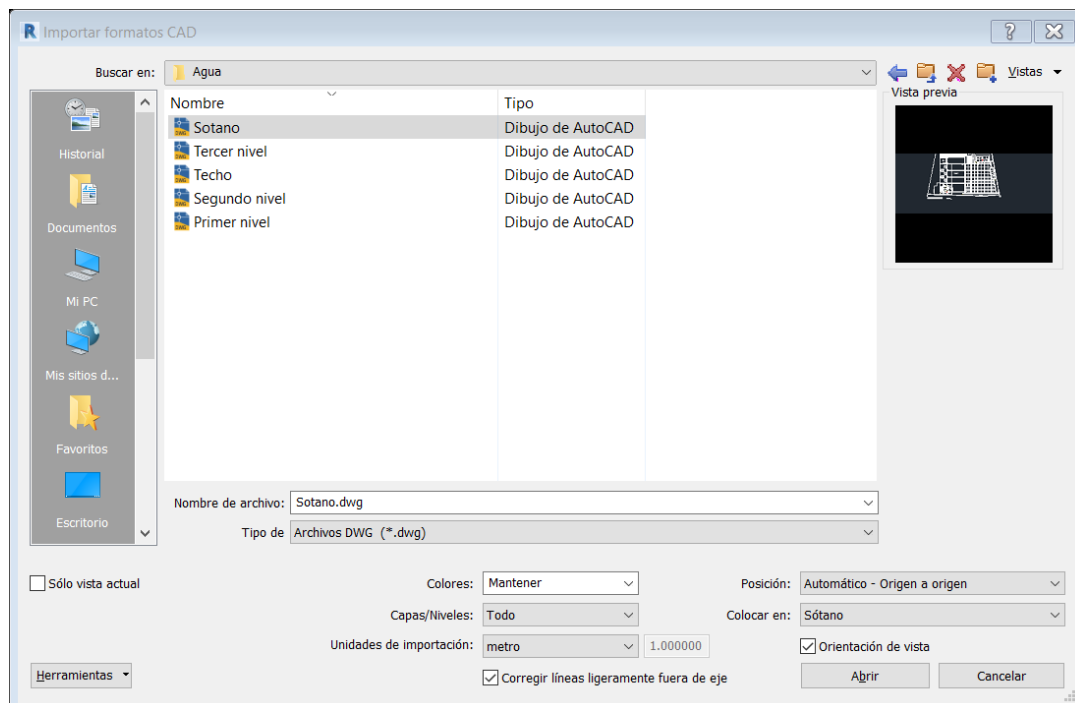 R Importar formatos CAD
Buscar en: Agua Vistas
Vista previa
Nombre Tipo
Sotano Dibujo de AutoCAD
Tercer nivel Dibujo de AutoCAD
Techo Dibujo de AutoCAD
Segundo nivel Dibujo de AutoCAD
Primer nivel Dibujo de AutoCAD
Historial
Documentos
Mi PC
Mis sitios d...
Favoritos
Escritorio
Nombre de archivo: Sotano.dwg
Tipo de Archivos DWG (*.dwg)
Sólo vista actual
Colores: Mantener
Posición: Automático - Origen a origen
Capas/Niveles: Todo
Colocar en: Sótano
Unidades de importación: metro 1.000000
Orientación de vista
Herramientas
Corregir líneas ligeramente fuera de eje
Abrir
Cancelar